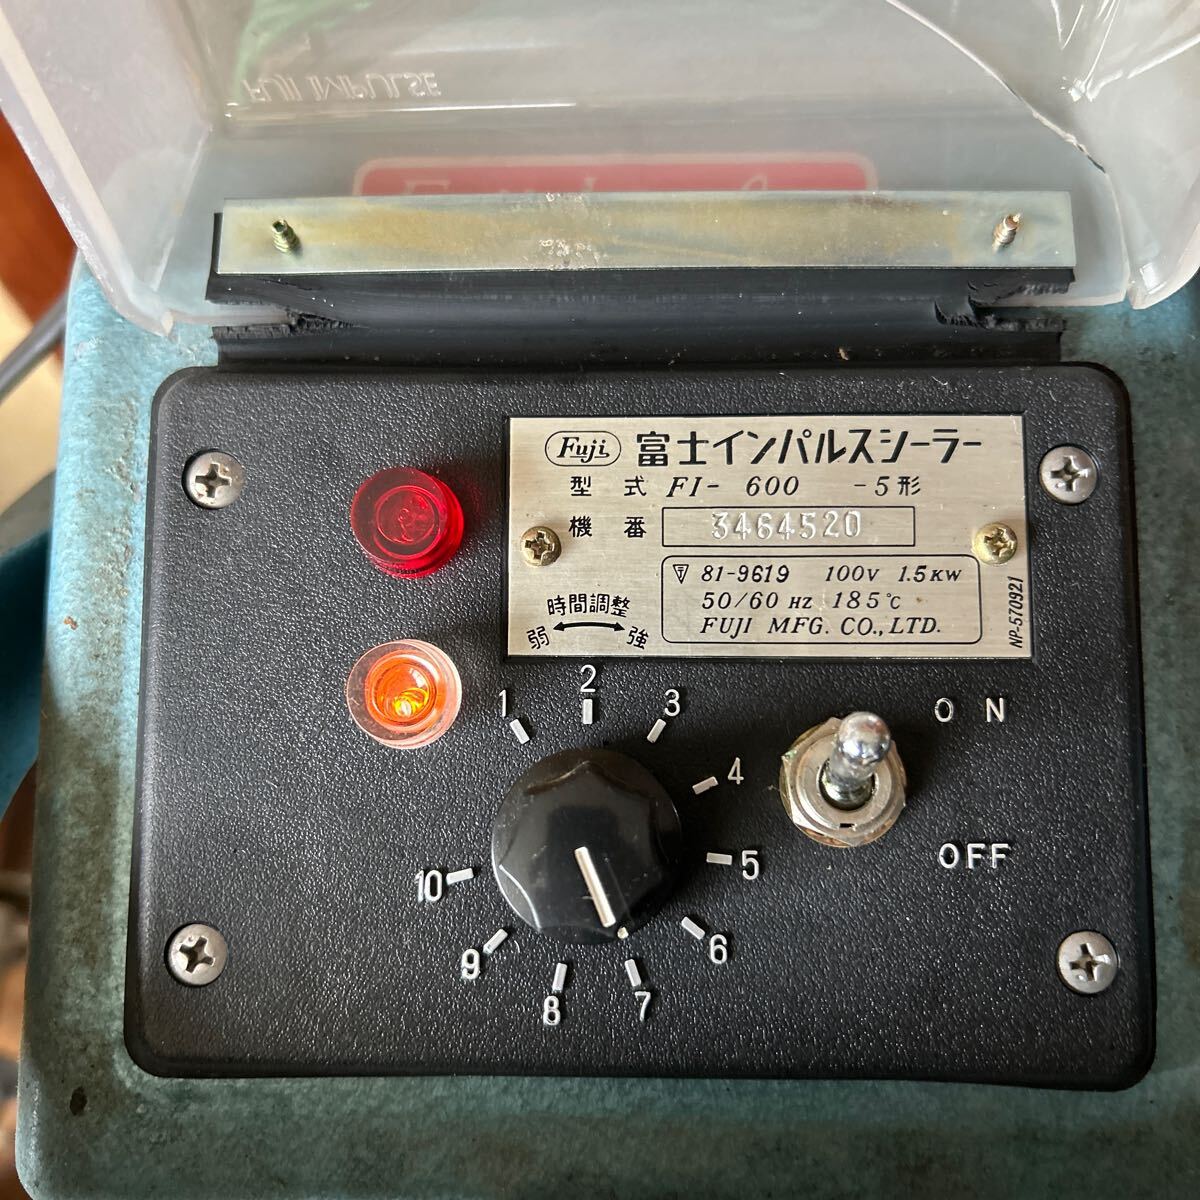 FUJI IMPULSE
Fuji 富士インパルスシーラー
型式 FI- 600 -5形
機番 3464520
▽ 81-9619 100V 1.5KW
50/60 HZ 185℃
FUJI MFG. CO., LTD.
NP-570921
時間調整
弱 強
1
2
3
4
5
6
7
8
9
10
ON
OFF